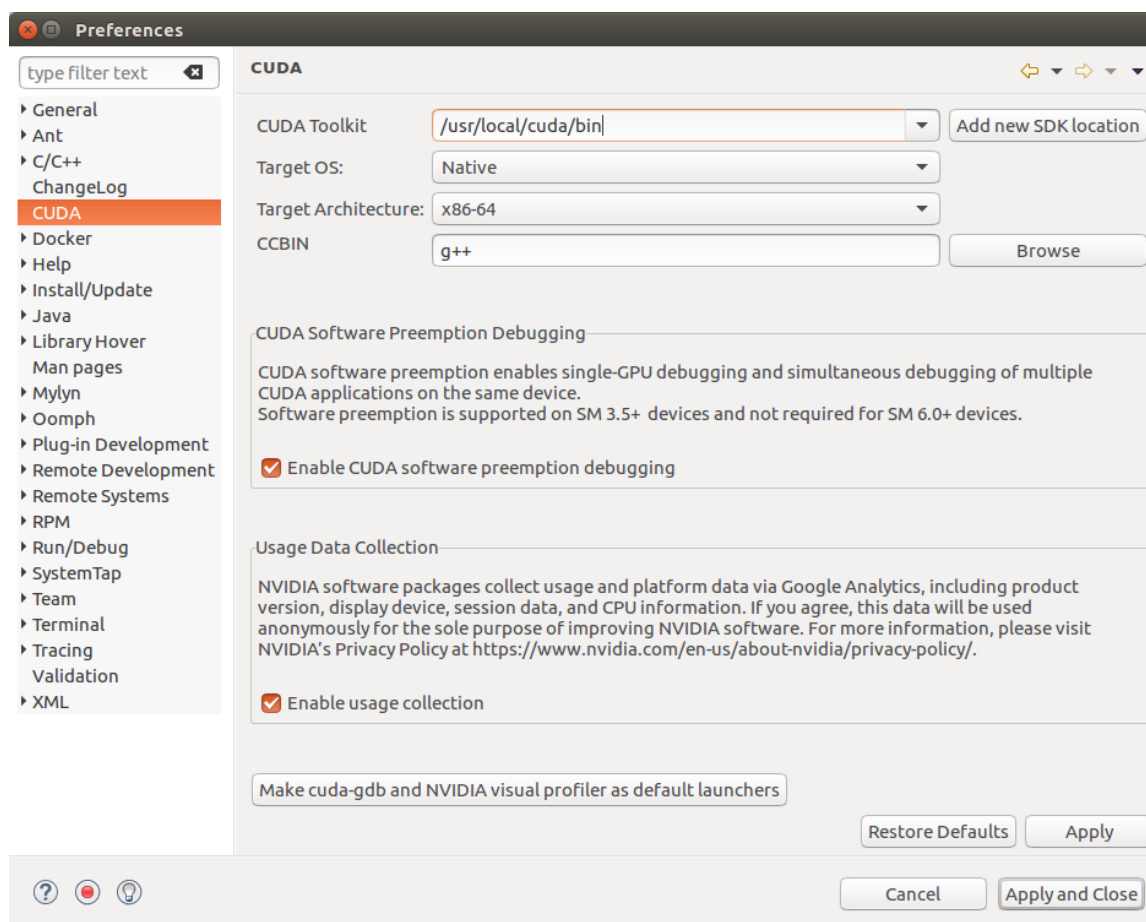 Preferences
type filter text
General
Ant
C/C++
ChangeLog
CUDA
Docker
Help
Install/Update
Java
Library Hover
Man pages
Mylyn
Oomph
Plug-in Development
Remote Development
Remote Systems
RPM
Run/Debug
SystemTap
Team
Terminal
Tracing
Validation
XML
CUDA
CUDA Toolkit
/usr/local/cuda/bin
Add new SDK location
Target OS:
Native
Target Architecture:
x86-64
CCBIN
g++
Browse
CUDA Software Preemption Debugging
CUDA software preemption enables single-GPU debugging and simultaneous debugging of multiple
CUDA applications on the same device.
Software preemption is supported on SM 3.5+ devices and not required for SM 6.0+ devices.
Enable CUDA software preemption debugging
Usage Data Collection
NVIDIA software packages collect usage and platform data via Google Analytics, including product
version, display device, session data, and CPU information. If you agree, this data will be used
anonymously for the sole purpose of improving NVIDIA software. For more information, please visit
NVIDIA's Privacy Policy at https://www.nvidia.com/en-us/about-nvidia/privacy-policy/.
Enable usage collection
Make cuda-gdb and NVIDIA visual profiler as default launchers
Restore Defaults
Apply
Cancel
Apply and Close